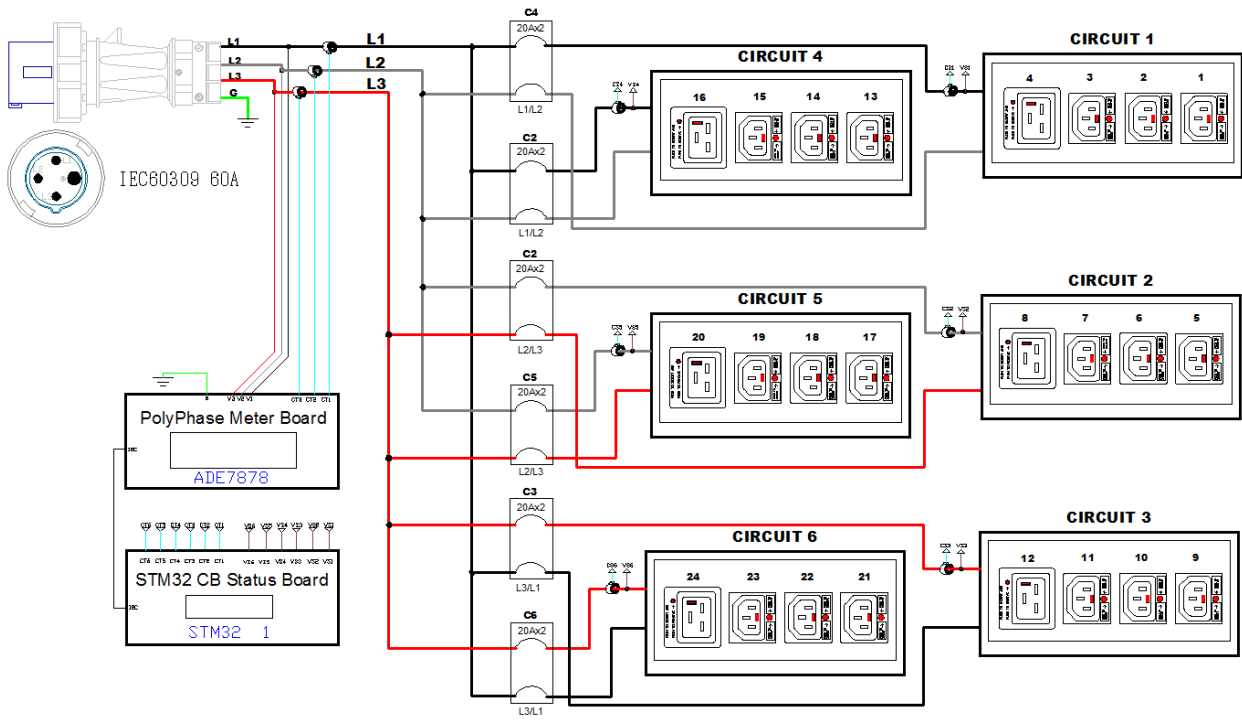 L1
L2
L3
G
L1
L2
L3
IEC60309 60A
C4
20Ax2
L1/L2
C2
20Ax2
L1/L2
C2
20Ax2
L2/L3
C5
20Ax2
L2/L3
C3
20Ax2
L3/L1
C6
20Ax2
L3/L1
CIRCUIT 4
16 15 14 13
CIRCUIT 1
4 3 2 1
CIRCUIT 5
20 19 18 17
CIRCUIT 2
8 7 6 5
CIRCUIT 6
24 23 22 21
CIRCUIT 3
12 11 10 9
PolyPhase Meter Board
ADE7878
CT6 CT5 CT4 CT3 CT2 CT1 VS6 VS5 VS4 VS3 VS2 VS1
STM32 CB Status Board
STM32 1